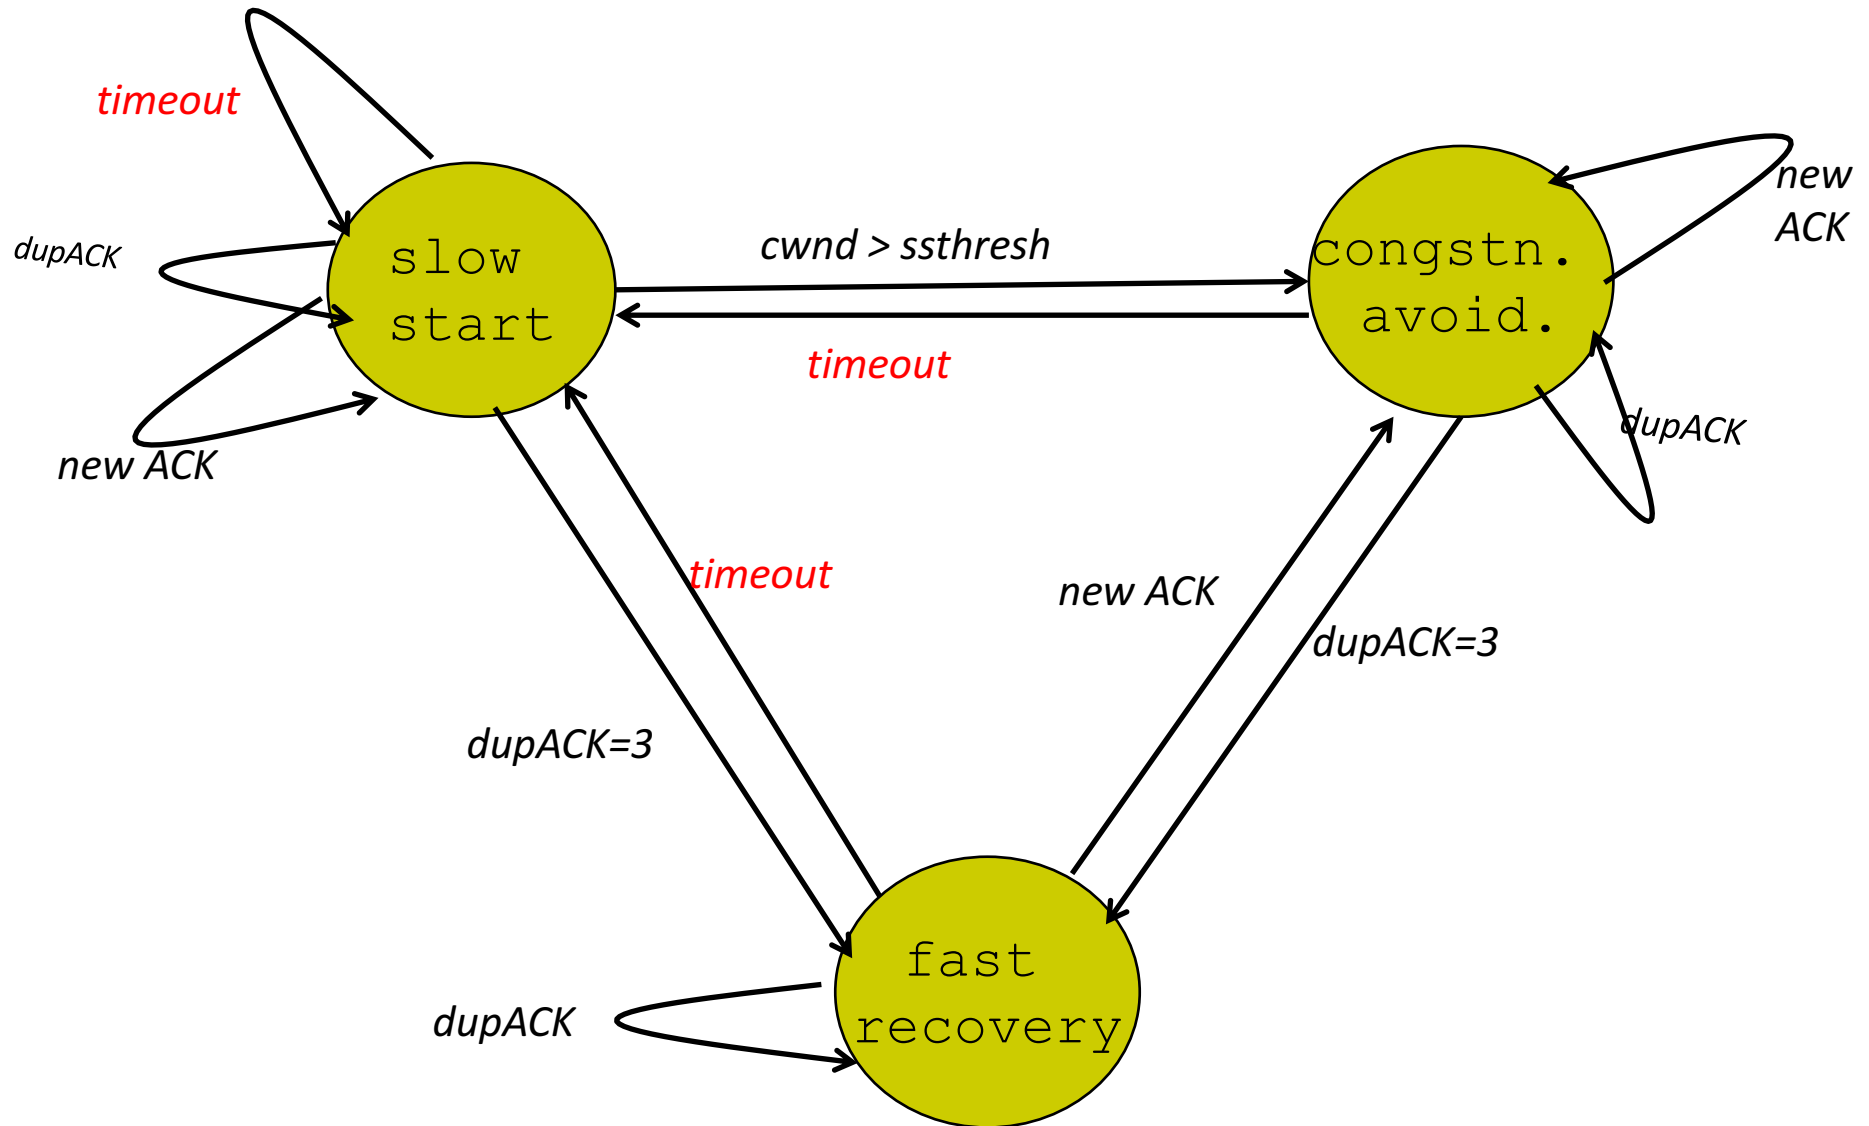 timeout
dupACK
slow
start
new ACK
cwnd > ssthresh
timeout
congstn.
avoid.
new
ACK
dupACK
timeout
new ACK
dupACK=3
dupACK=3
fast
recovery
dupACK